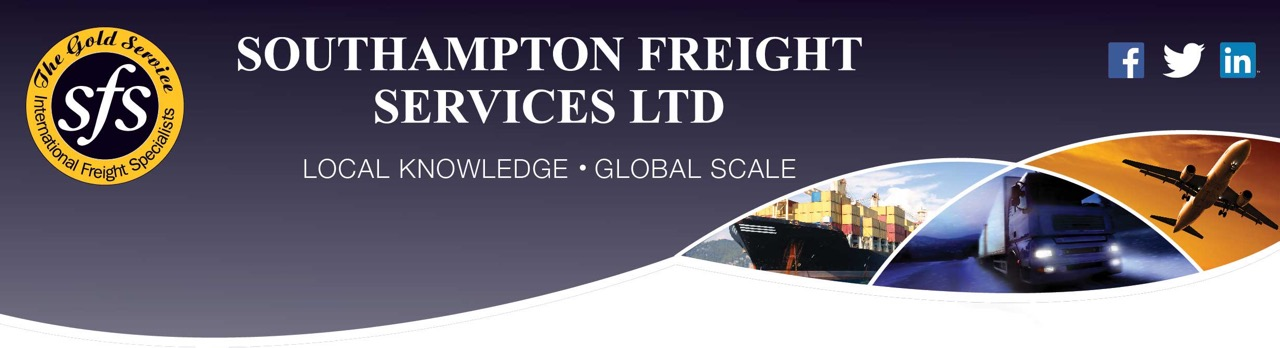 The Gold Service
sfs
International Freight Specialists
SOUTHAMPTON FREIGHT
SERVICES LTD
LOCAL KNOWLEDGE • GLOBAL SCALE
f
in